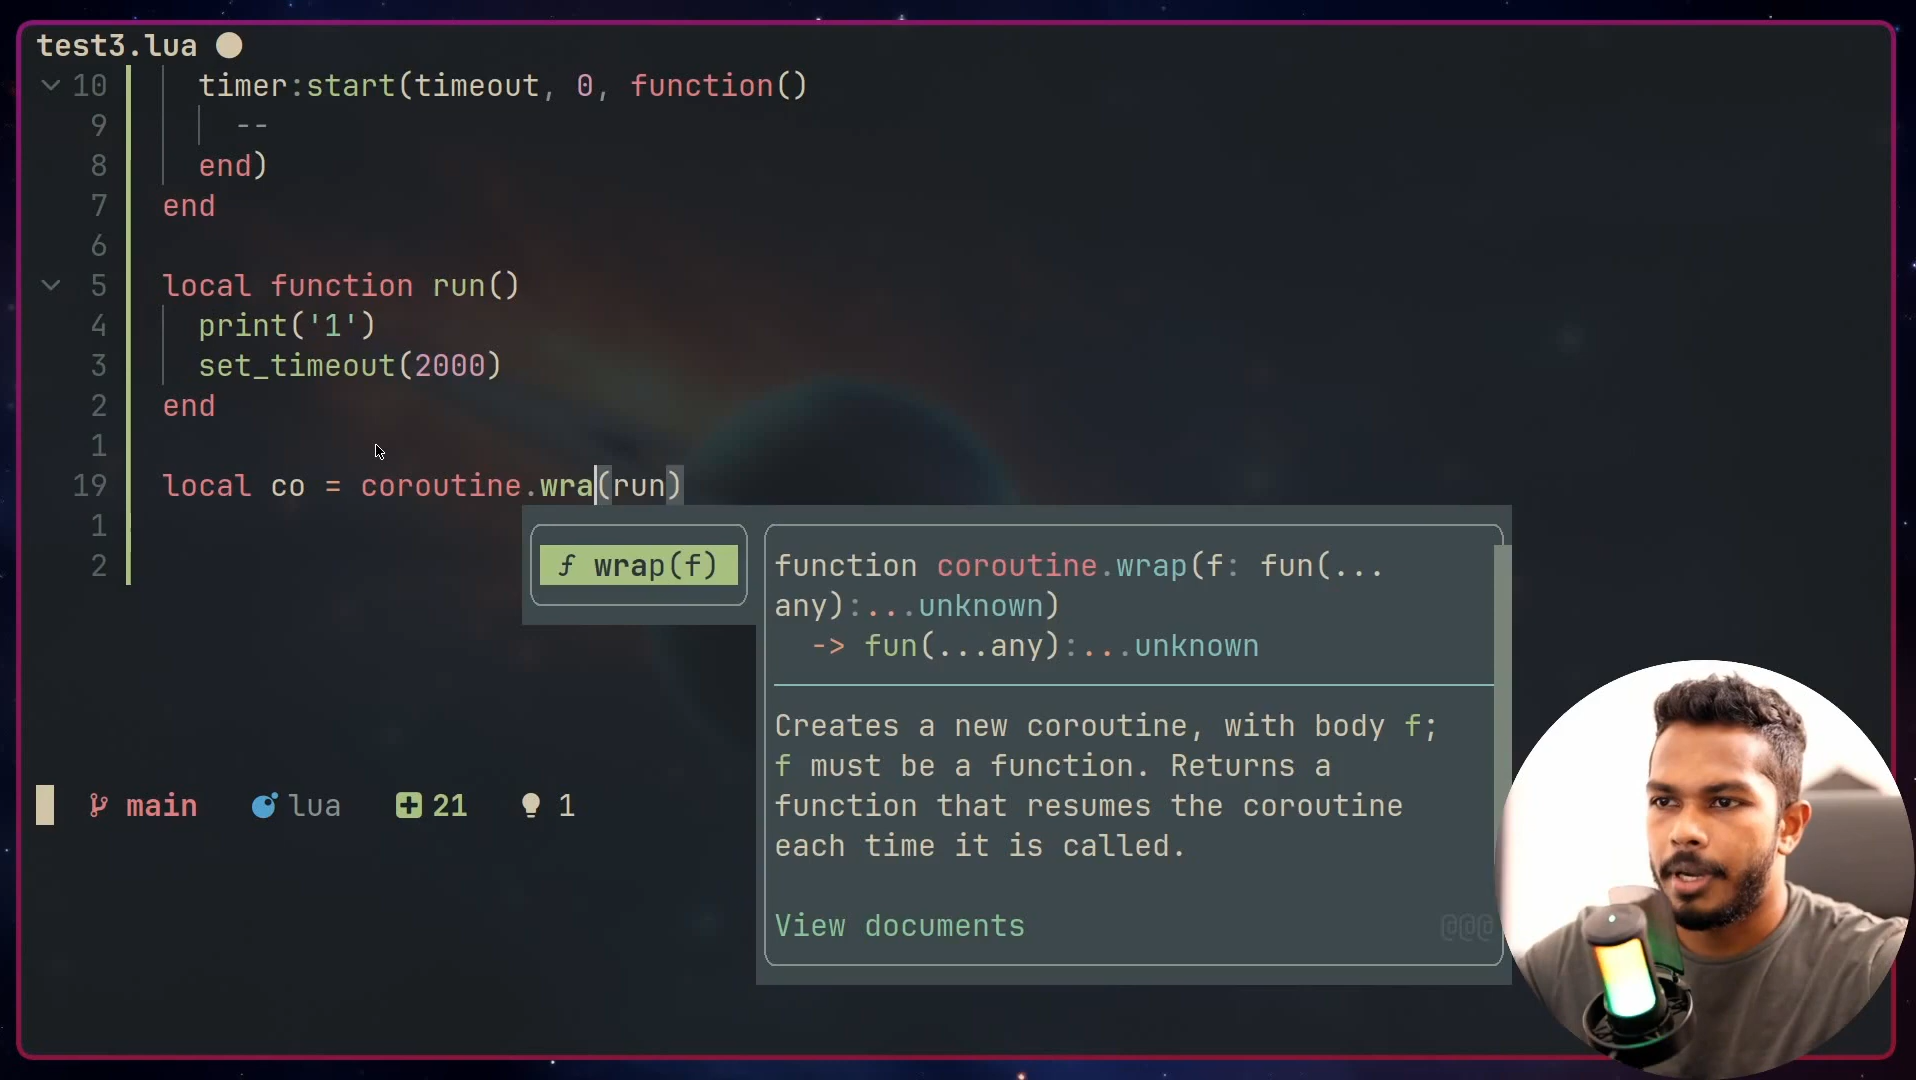 test3.lua
10 timer:start(timeout, 0, function()
9 --
8 end)
7 end
6
5 local function run()
4 print('1')
3 set_timeout(2000)
2 end
1
19 local co = coroutine.wra(run)
1
2
f wrap(f)
function coroutine.wrap(f: fun(...
any):...unknown)
-> fun(...any):...unknown
Creates a new coroutine, with body f;
f must be a function. Returns a
function that resumes the coroutine
each time it is called.
View documents
@@@
main lua 21 1